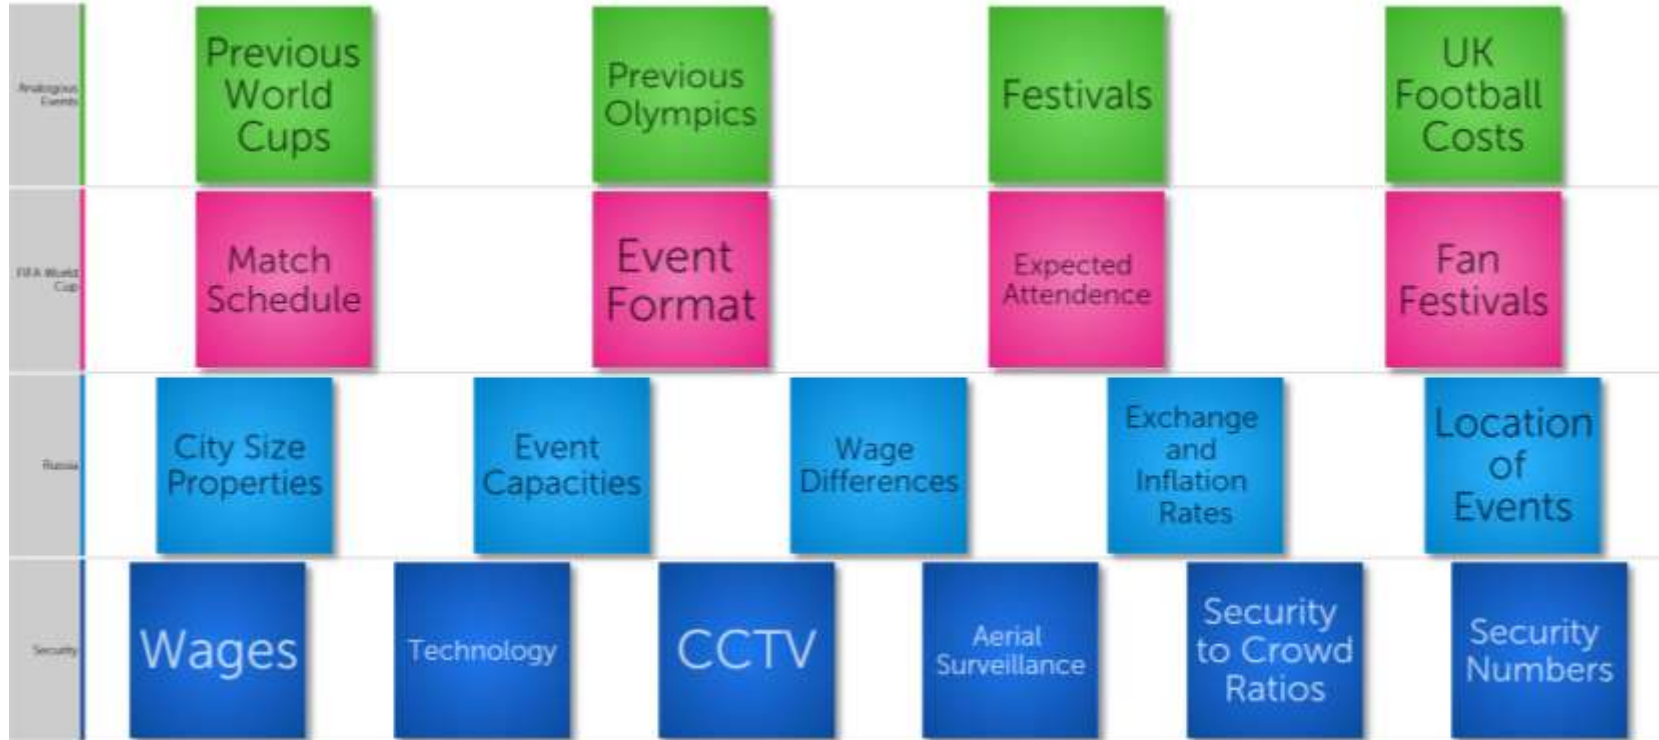 Analogous
Events
Previous
World
Cups
Previous
Olympics
Festivals
UK
Football
Costs
FIFA World
Cup
Match
Schedule
Event
Format
Expected
Attendence
Fan
Festivals
Russia
City Size
Properties
Event
Capacities
Wage
Differences
Exchange
and
Inflation
Rates
Location
of
Events
Security
Wages
Technology
CCTV
Aerial
Surveillance
Security
to Crowd
Ratios
Security
Numbers